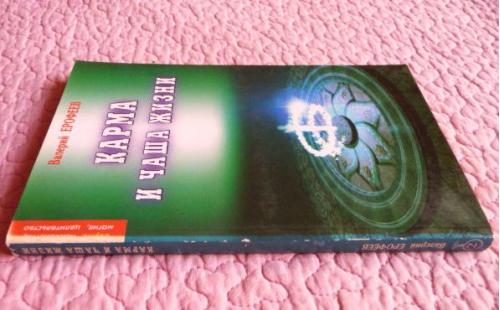 Валерий ЕРОФЕЕВ
КАРМА
И ЧАША ЖИЗНИ
МАГИЯ, ЦЕЛИТЕЛЬСТВО
КАРМА И ЧАША ЖИЗНИ
Валерий ЕРОФЕЕВ